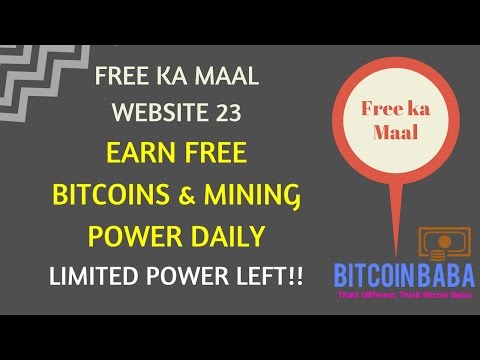 FREE KA MAAL
WEBSITE 23
EARN FREE
BITCOINS & MINING
POWER DAILY
LIMITED POWER LEFT!!
Free ka
Maal
BITCOIN BABA
Think Different, Think Bitcoin Baba!